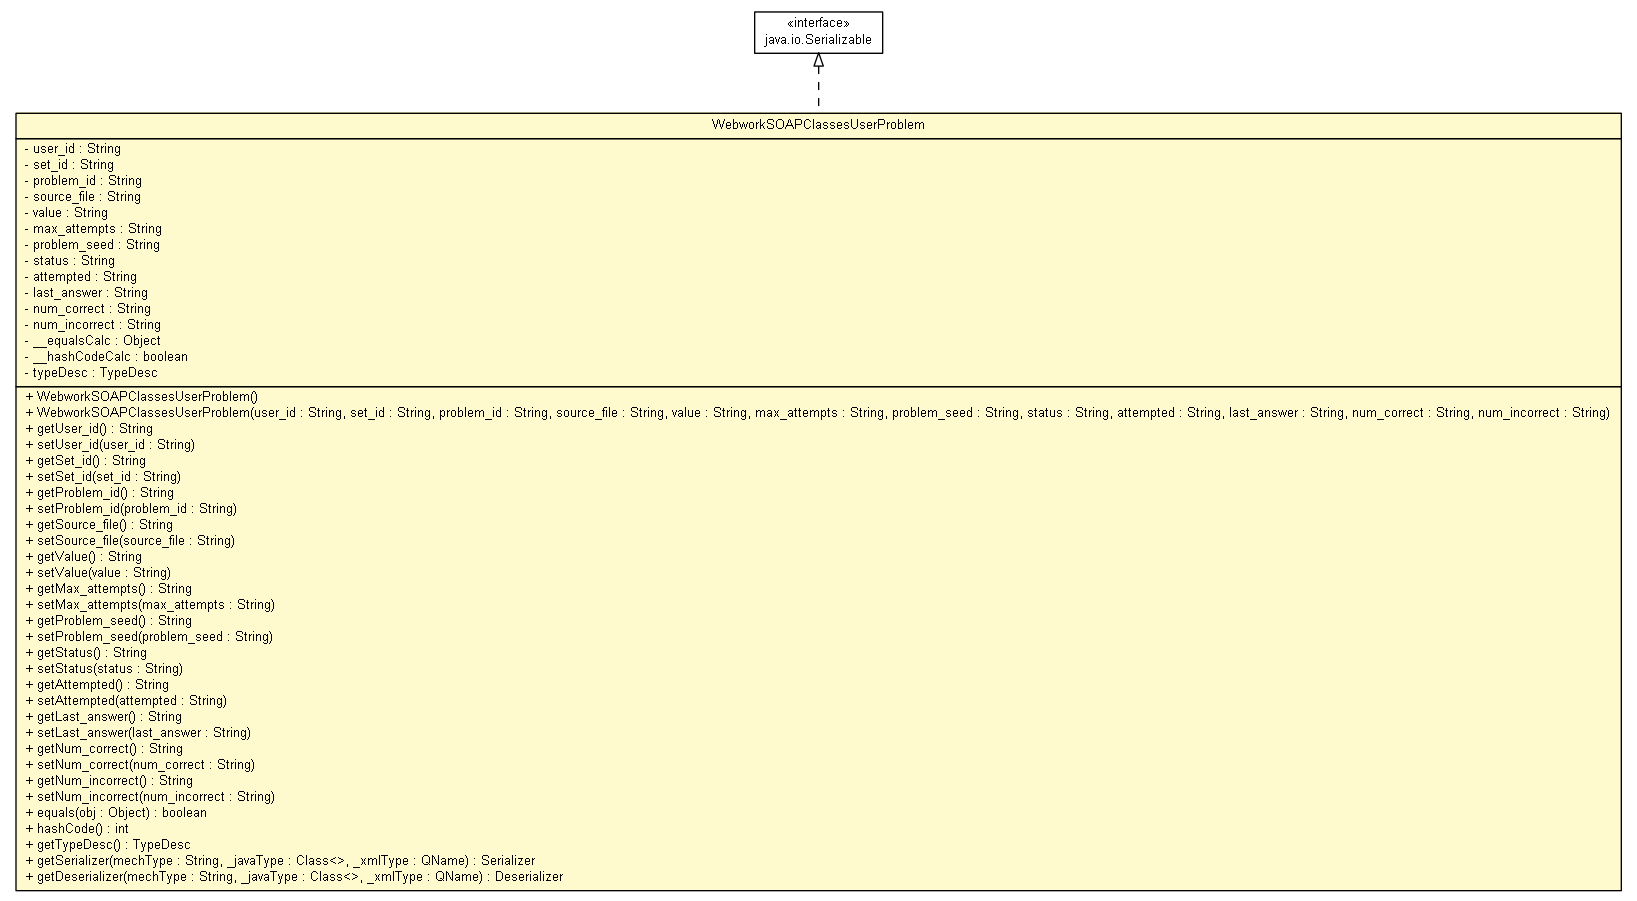 «interface»
java.io.Serializable
WebworkSOAPClassesUserProblem
- user_id : String
- set_id : String
- problem_id : String
- source_file : String
- value : String
- max_attempts : String
- problem_seed : String
- status : String
- attempted : String
- last_answer : String
- num_correct : String
- num_incorrect : String
- __equalsCalc : Object
- __hashCodeCalc : boolean
- typeDesc : TypeDesc
+ WebworkSOAPClassesUserProblem()
+ WebworkSOAPClassesUserProblem(user_id : String, set_id : String, problem_id : String, source_file : String, value : String, max_attempts : String, problem_seed : String, status : String, attempted : String, last_answer : String, num_correct : String, num_incorrect : String)
+ getUser_id() : String
+ setUser_id(user_id : String)
+ getSet_id() : String
+ setSet_id(set_id : String)
+ getProblem_id() : String
+ setProblem_id(problem_id : String)
+ getSource_file() : String
+ setSource_file(source_file : String)
+ getValue() : String
+ setValue(value : String)
+ getMax_attempts() : String
+ setMax_attempts(max_attempts : String)
+ getProblem_seed() : String
+ setProblem_seed(problem_seed : String)
+ getStatus() : String
+ setStatus(status : String)
+ getAttempted() : String
+ setAttempted(attempted : String)
+ getLast_answer() : String
+ setLast_answer(last_answer : String)
+ getNum_correct() : String
+ setNum_correct(num_correct : String)
+ getNum_incorrect() : String
+ setNum_incorrect(num_incorrect : String)
+ equals(obj : Object) : boolean
+ hashCode() : int
+ getTypeDesc() : TypeDesc
+ getSerializer(mechType : String, _javaType : Class<>, _xmlType : QName) : Serializer
+ getDeserializer(mechType : String, _javaType : Class<>, _xmlType : QName) : Deserializer